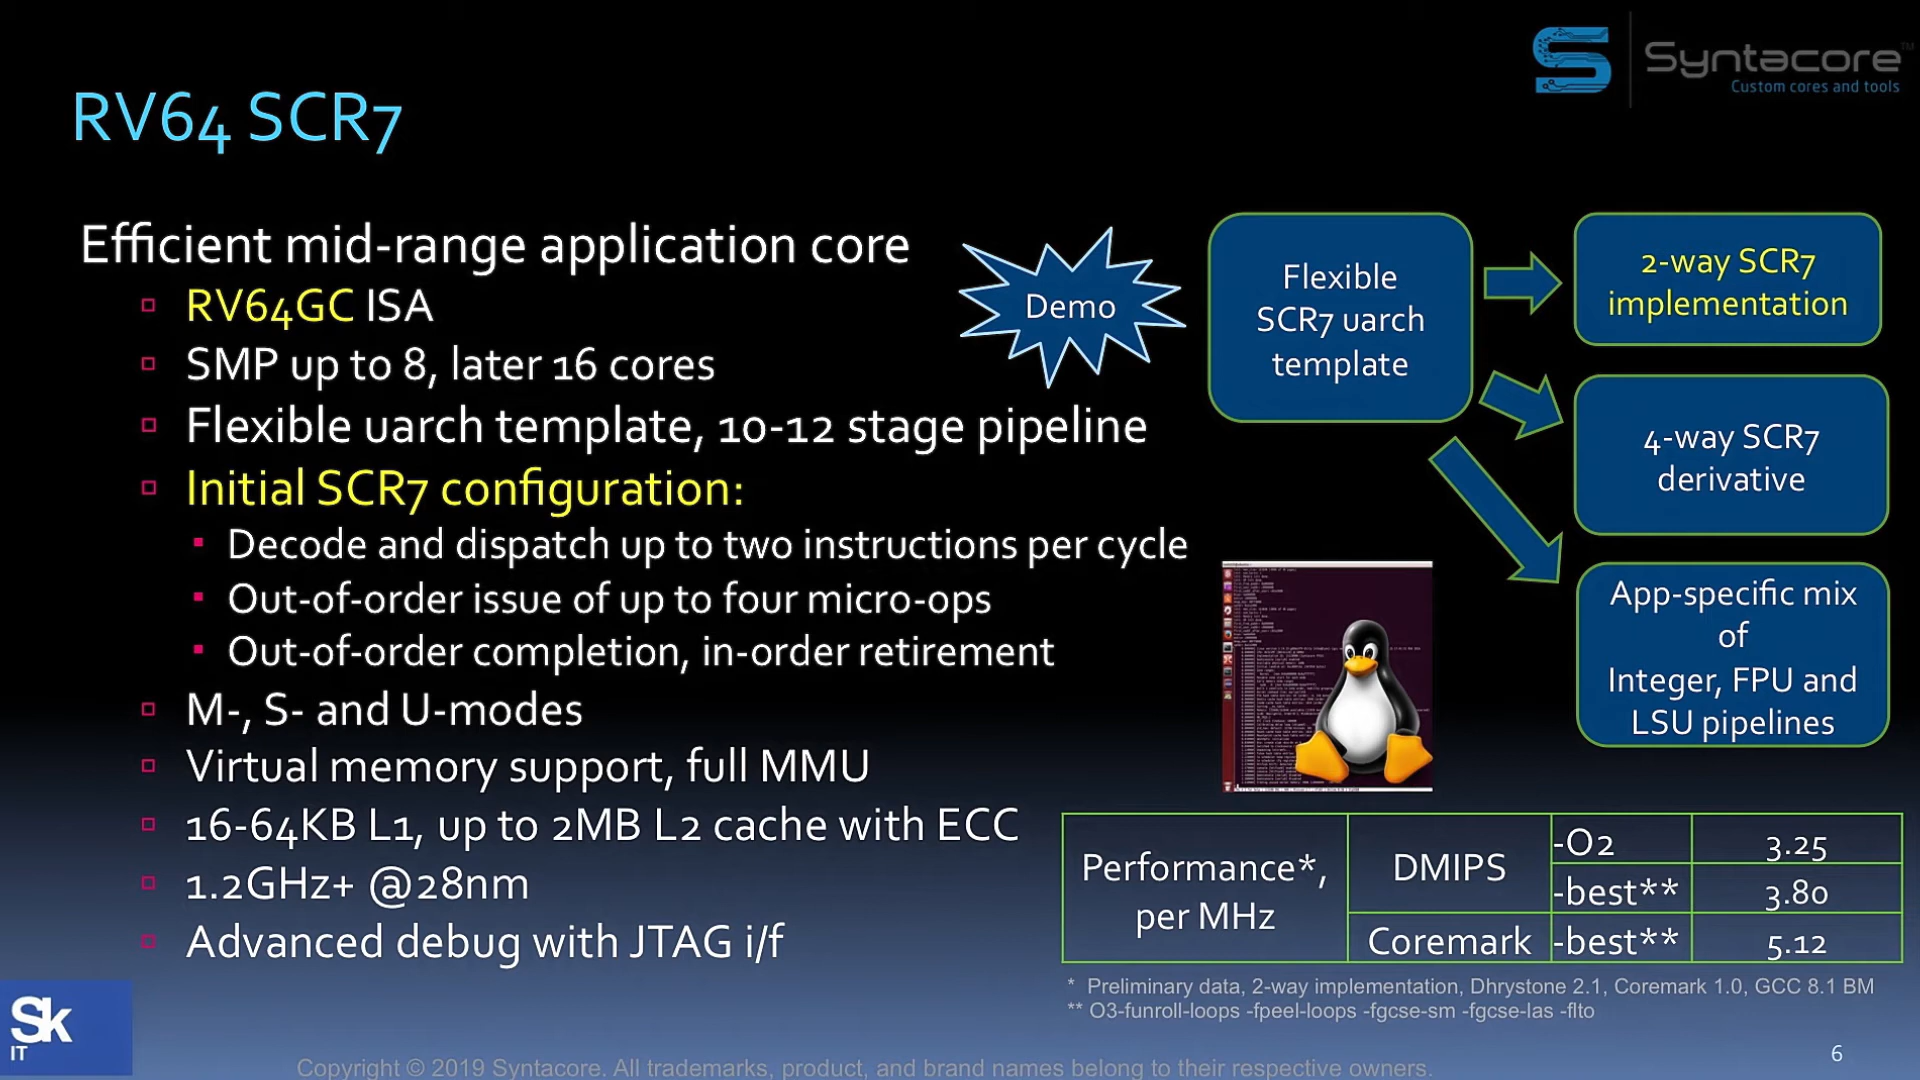 Syntacore™
Custom cores and tools
RV64 SCR7
Efficient mid-range application core
RV64GC ISA
SMP up to 8, later 16 cores
Flexible uarch template, 10-12 stage pipeline
Initial SCR7 configuration:
Decode and dispatch up to two instructions per cycle
Out-of-order issue of up to four micro-ops
Out-of-order completion, in-order retirement
M-, S- and U-modes
Virtual memory support, full MMU
16-64KB L1, up to 2MB L2 cache with ECC
1.2GHz+ @28nm
Advanced debug with JTAG i/f
Demo
Flexible
SCR7 uarch
template
2-way SCR7
implementation
4-way SCR7
derivative
App-specific mix
of
Integer, FPU and
LSU pipelines
Performance*,
per MHz
DMIPS
-O2 3.25
-best** 3.80
Coremark -best** 5.12
* Preliminary data, 2-way implementation, Dhrystone 2.1, Coremark 1.0, GCC 8.1 BM
** O3-funroll-loops -fpeel-loops -fgcse-sm -fgcse-las -flto
Sk
IT
Copyright © 2019 Syntacore. All trademarks, product, and brand names belong to their respective owners.
6